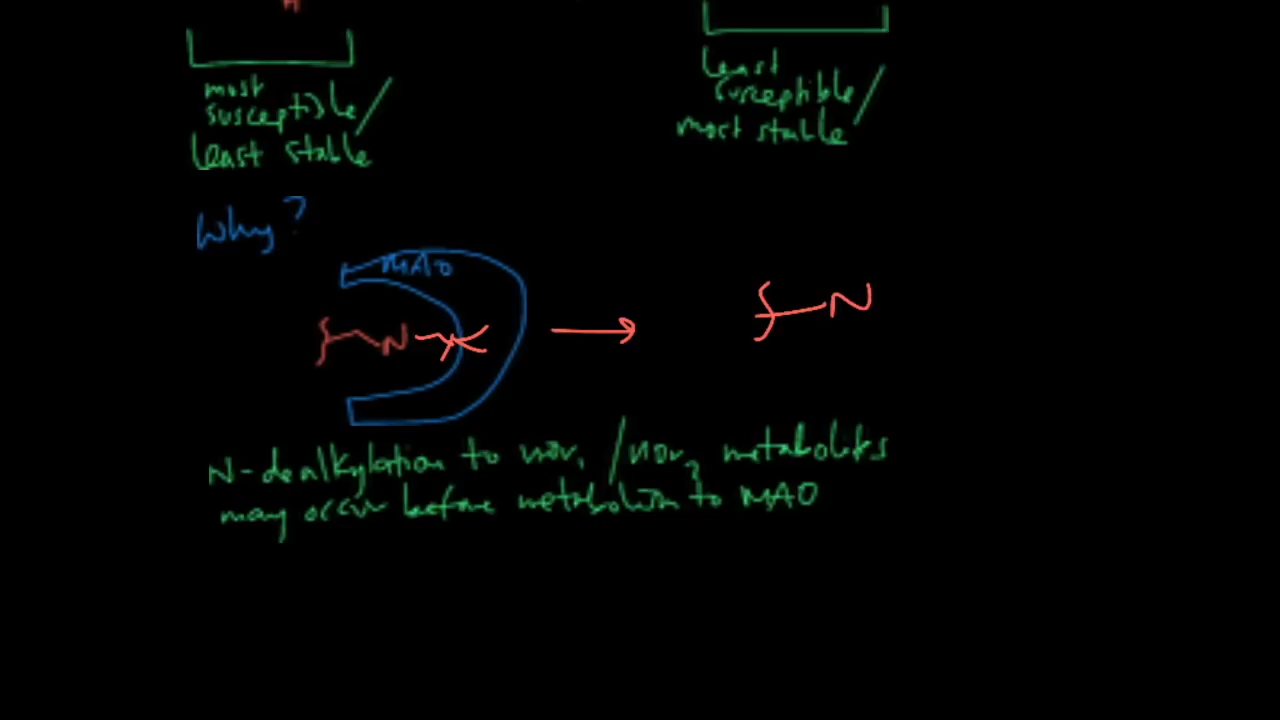 most
susceptible/
least stable
least
susceptible/
most stable
Why?
MAO
N
N
N-dealkylation to nor₁/nor₂ metabolites
may occur before metabolism to MAO